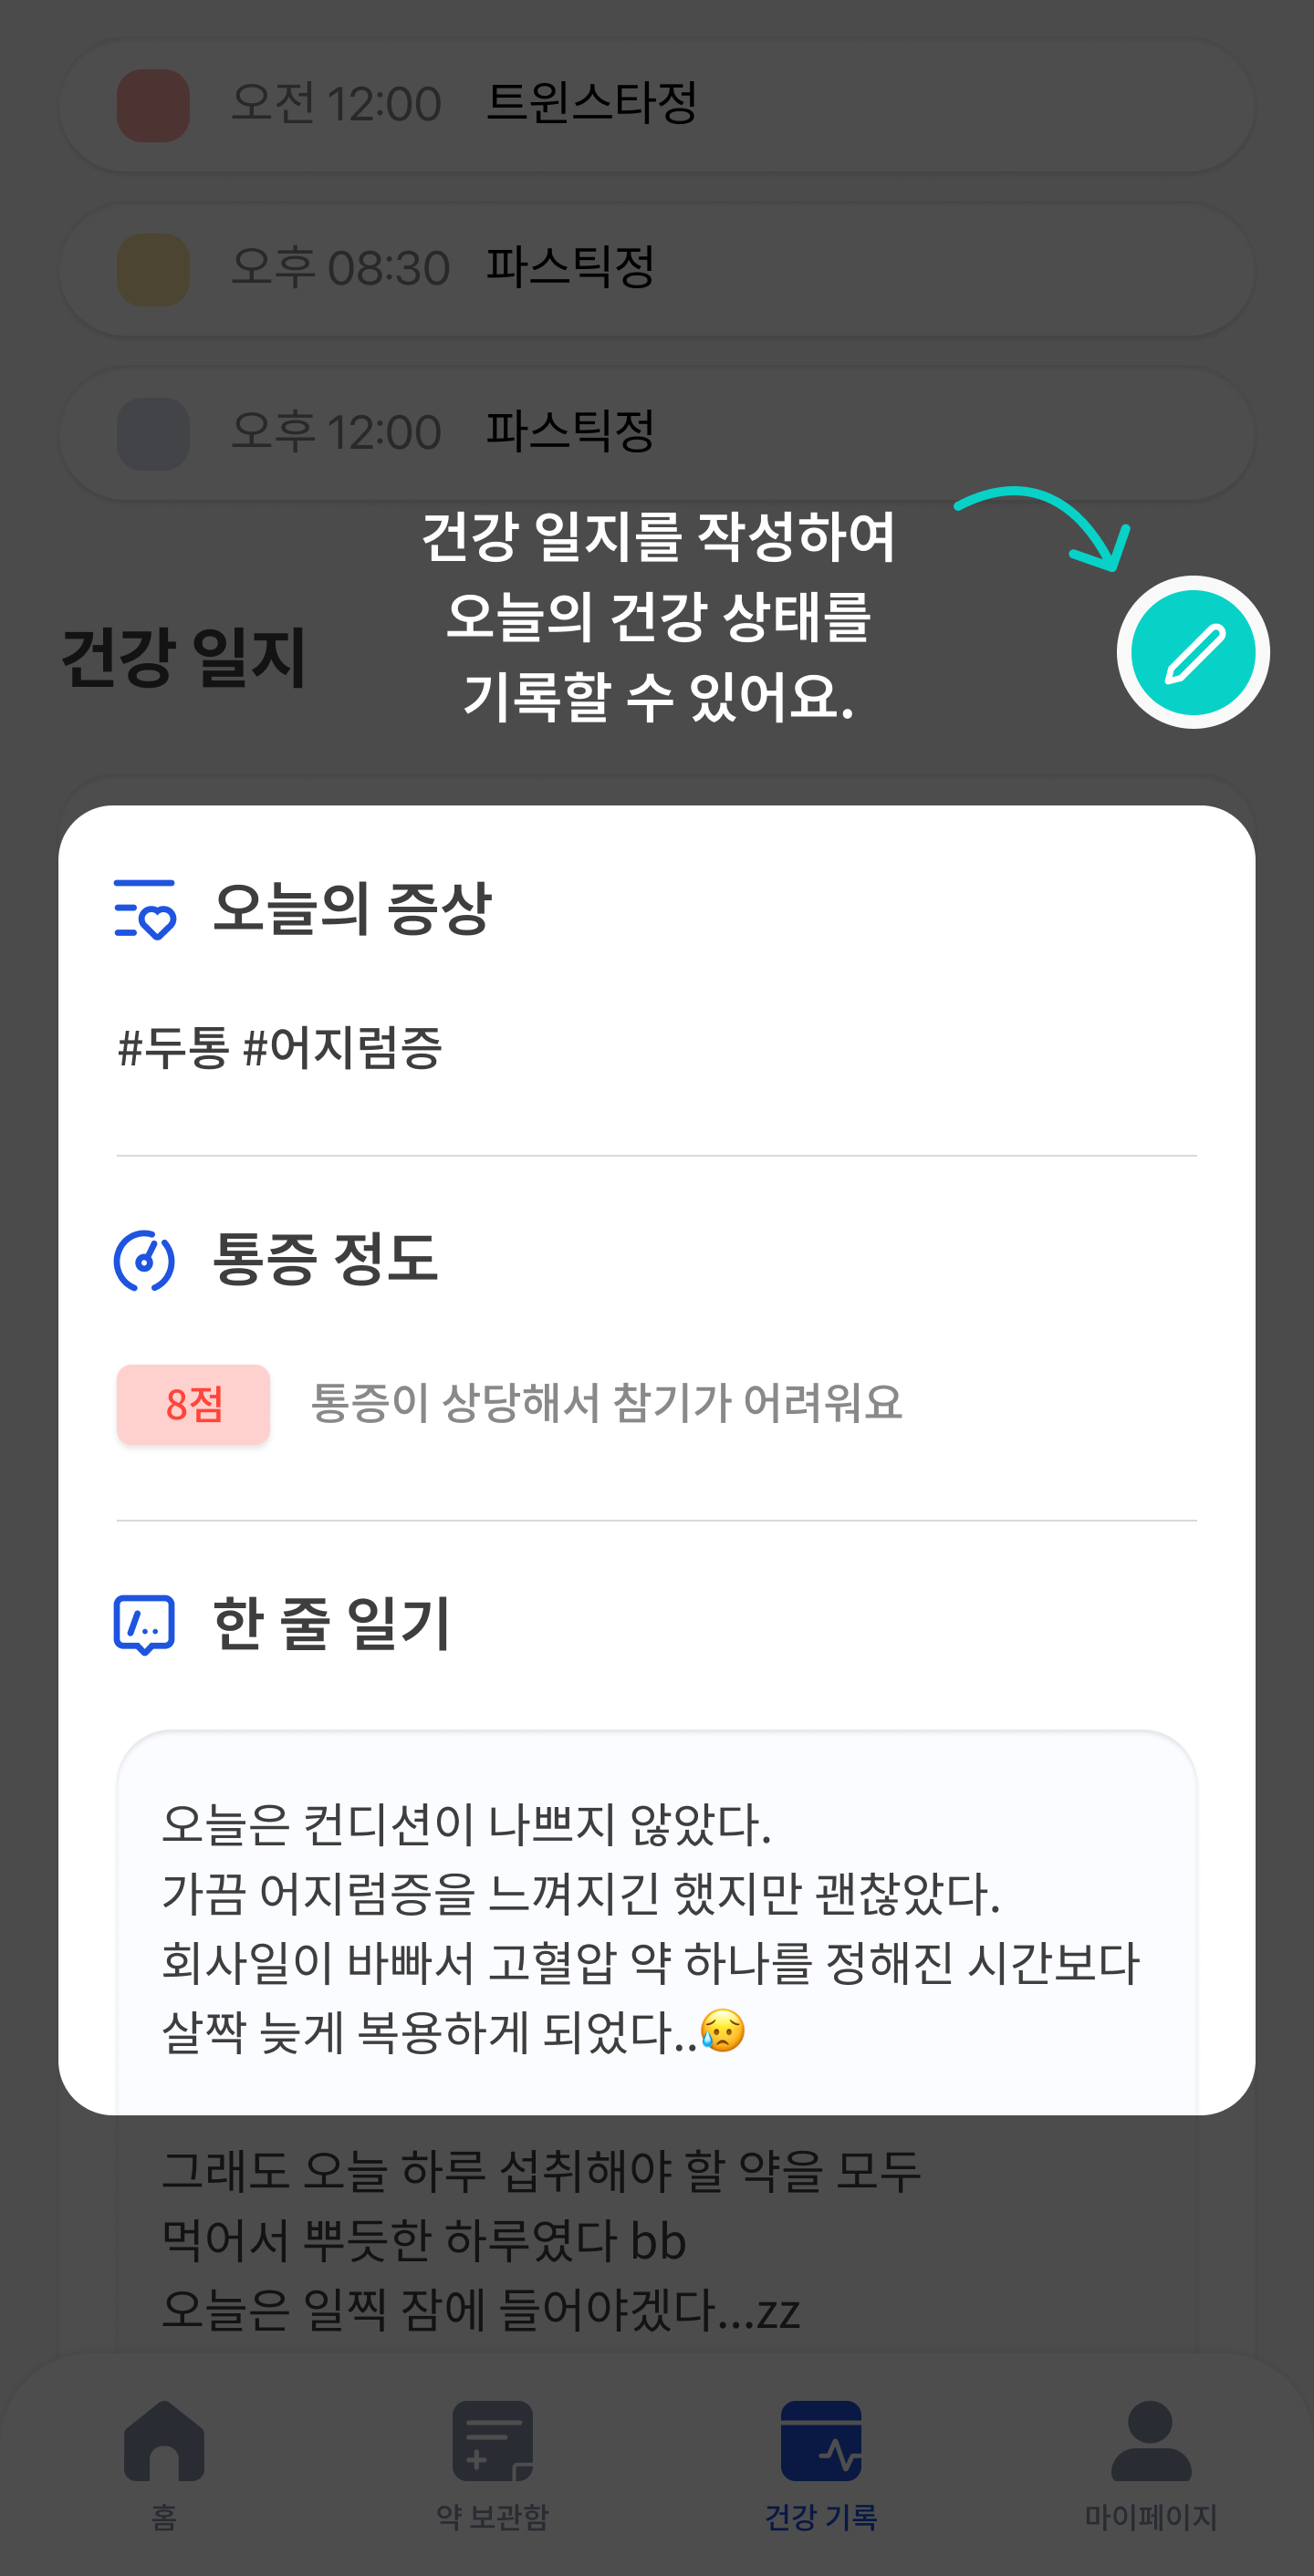 오전 12:00 트윈스타정
오후 08:30 파스틱정
오후 12:00 파스틱정
건강 일지를 작성하여
오늘의 건강 상태를
기록할 수 있어요.
건강 일지
오늘의 증상
#두통 #어지럼증
통증 정도
8점 통증이 상당해서 참기가 어려워요
한 줄 일기
오늘은 컨디션이 나쁘지 않았다.
가끔 어지럼증을 느껴지긴 했지만 괜찮았다.
회사일이 바빠서 고혈압 약 하나를 정해진 시간보다
살짝 늦게 복용하게 되었다..😥
그래도 오늘 하루 섭취해야 할 약을 모두
먹어서 뿌듯한 하루였다 bb
오늘은 일찍 잠에 들어야겠다...zz
홈 약 보관함 건강 기록 마이페이지